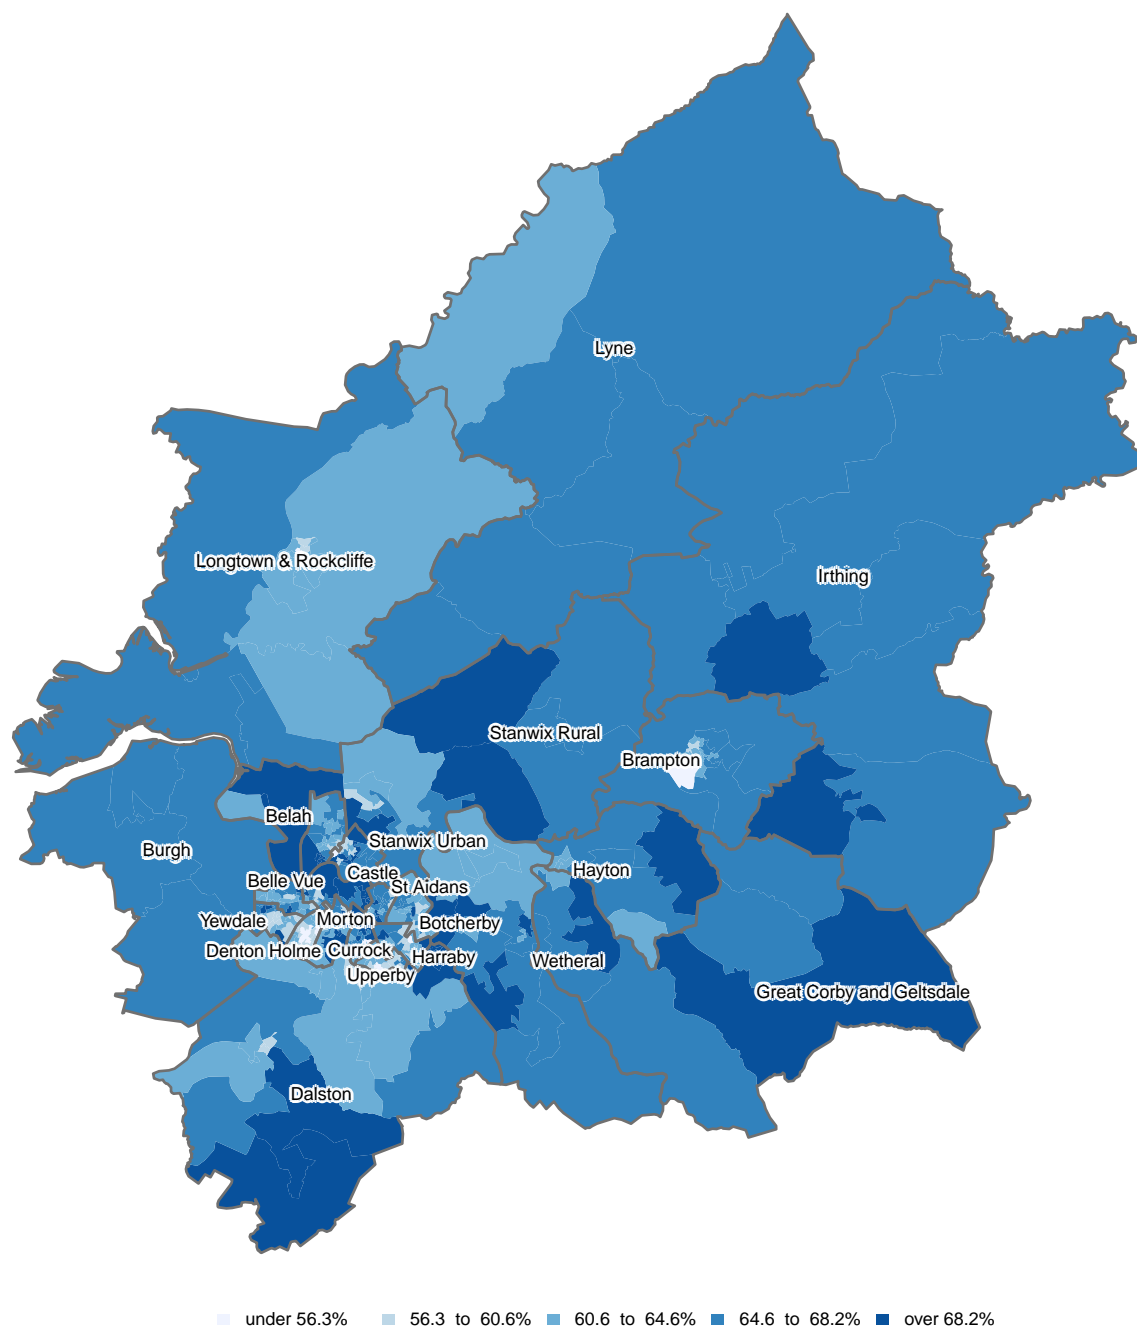 Lyne
Longtown & Rockcliffe
Irthing
Stanwix Rural
Brampton
Belah
Stanwix Urban
Burgh
Castle
Hayton
Belle Vue
St Aidans
Yewdale
Morton
Botcherby
Denton Holme
Currock
Harraby
Wetheral
Upperby
Great Corby and Geltsdale
Dalston
under 56.3% 56.3 to 60.6% 60.6 to 64.6% 64.6 to 68.2% over 68.2%